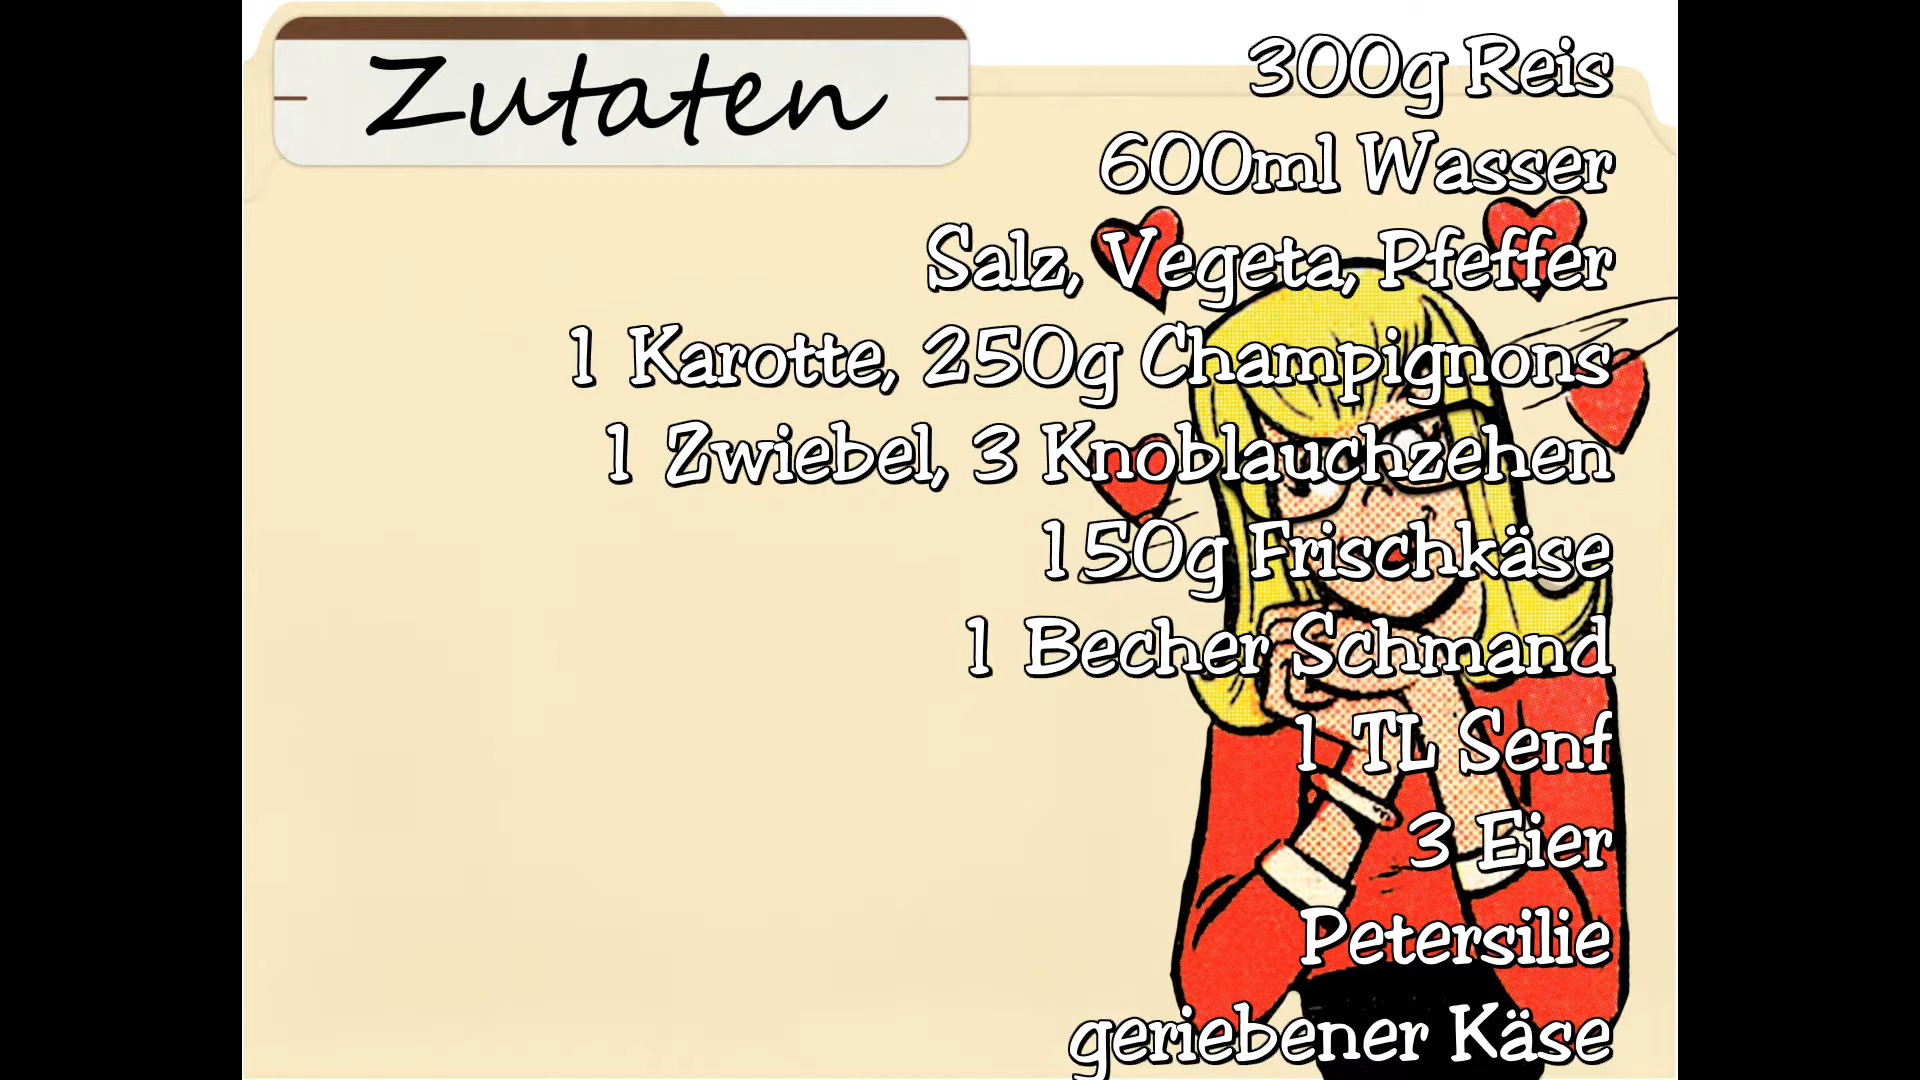 Zutaten
300g Reis
600ml Wasser
Salz, Vegeta, Pfeffer
1 Karotte, 250g Champignons
1 Zwiebel, 3 Knoblauchzehen
150g Frischkäse
1 Becher Schmand
1 TL Senf
3 Eier
Petersilie
geriebener Käse